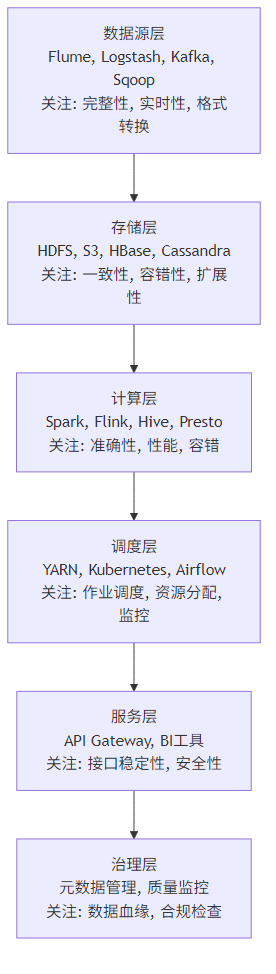 数据源层
Flume, Logstash, Kafka,
Sqoop
关注: 完整性, 实时性, 格式
转换
存储层
HDFS, S3, HBase, Cassandra
关注: 一致性, 容错性, 扩展
性
计算层
Spark, Flink, Hive, Presto
关注: 准确性, 性能, 容错
调度层
YARN, Kubernetes, Airflow
关注: 作业调度, 资源分配,
监控
服务层
API Gateway, BI工具
关注: 接口稳定性, 安全性
治理层
元数据管理, 质量监控
关注: 数据血缘, 合规检查